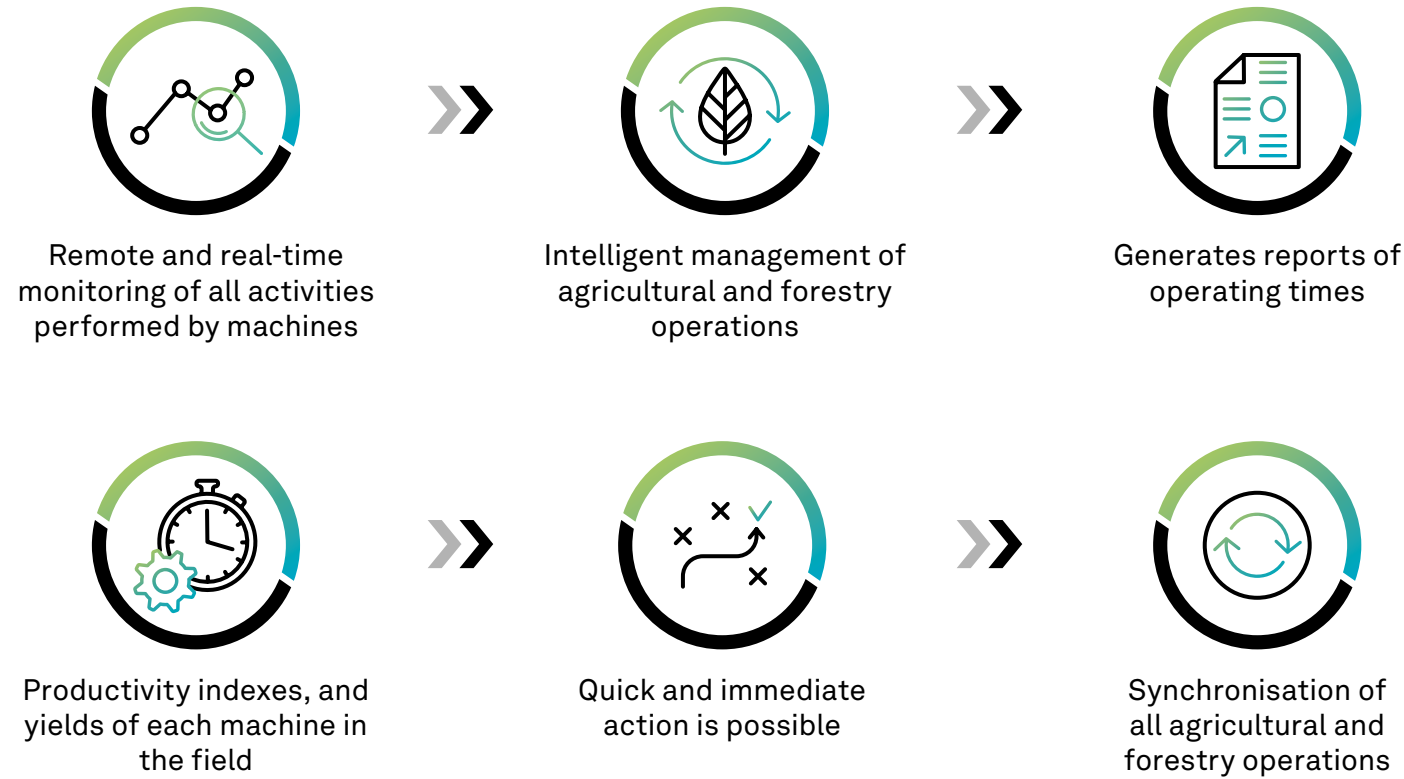 Remote and real-time
monitoring of all activities
performed by machines
Intelligent management of
agricultural and forestry
operations
Generates reports of
operating times
Productivity indexes, and
yields of each machine in
the field
Quick and immediate
action is possible
Synchronisation of
all agricultural and
forestry operations